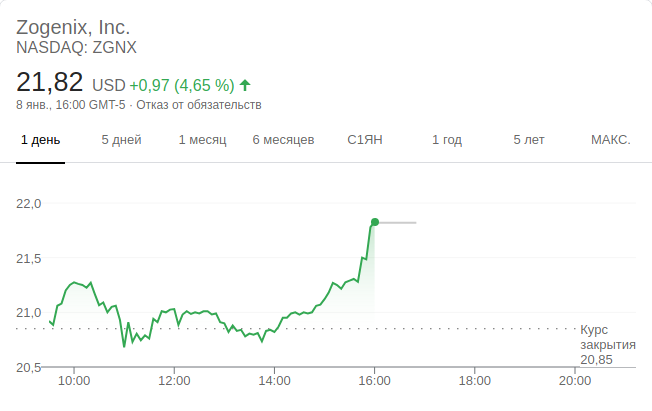 Zogenix, Inc.
NASDAQ: ZGNX
21,82 USD +0,97 (4,65 %)
8 янв., 16:00 GMT-5 · Отказ от обязательств
1 день 5 дней 1 месяц 6 месяцев С1ЯН 1 год 5 лет МАКС.
22,0
21,5
21,0
Курс
закрытия
20,85
20,5
10:00 12:00 14:00 16:00 18:00 20:00